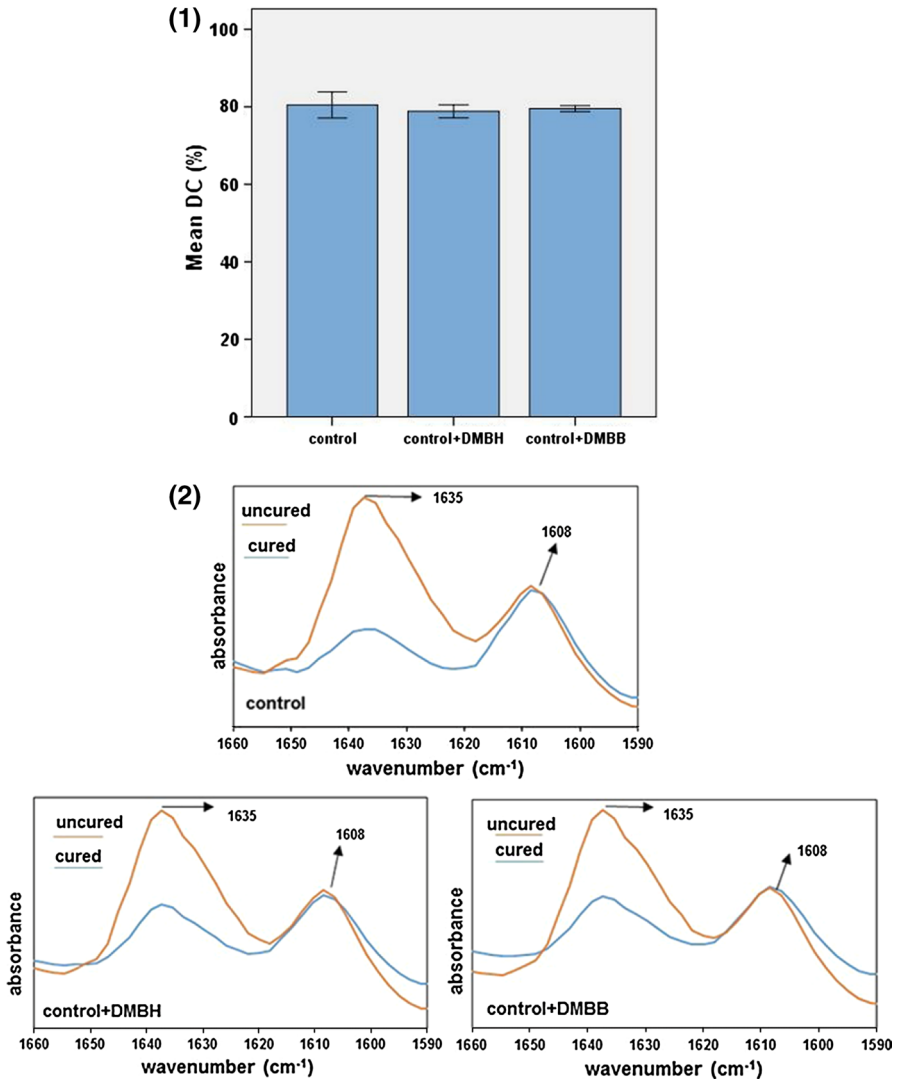 (1)
100
80
60
40
20
0
Mean DC (%)
control
control+DMBH
control+DMBB
(2)
uncured
cured
1635
1608
absorbance
control
1660 1650 1640 1630 1620 1610 1600 1590
wavenumber (cm-1)
uncured
cured
1635
1608
absorbance
control+DMBH
1660 1650 1640 1630 1620 1610 1600 1590
wavenumber (cm-1)
uncured
cured
1635
1608
absorbance
control+DMBB
1660 1650 1640 1630 1620 1610 1600 1590
wavenumber (cm-1)